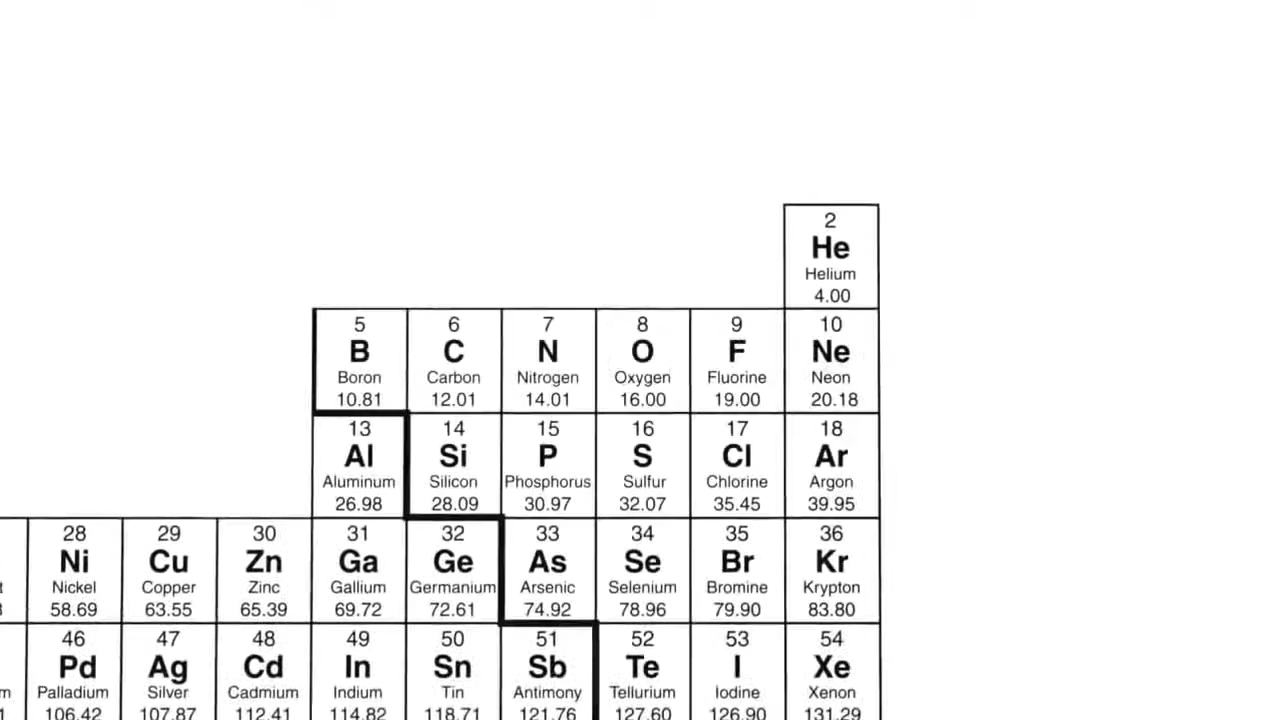 2
He
Helium
4.00
5 6 7 8 9 10
B C N O F Ne
Boron Carbon Nitrogen Oxygen Fluorine Neon
10.81 12.01 14.01 16.00 19.00 20.18
13 14 15 16 17 18
Al Si P S Cl Ar
Aluminum Silicon Phosphorus Sulfur Chlorine Argon
26.98 28.09 30.97 32.07 35.45 39.95
28 29 30 31 32 33 34 35 36
Ni Cu Zn Ga Ge As Se Br Kr
Nickel Copper Zinc Gallium Germanium Arsenic Selenium Bromine Krypton
58.69 63.55 65.39 69.72 72.61 74.92 78.96 79.90 83.80
46 47 48 49 50 51 52 53 54
Pd Ag Cd In Sn Sb Te I Xe
Palladium Silver Cadmium Indium Tin Antimony Tellurium Iodine Xenon
106.42 107.87 112.41 114.82 118.71 121.76 127.60 126.90 131.29